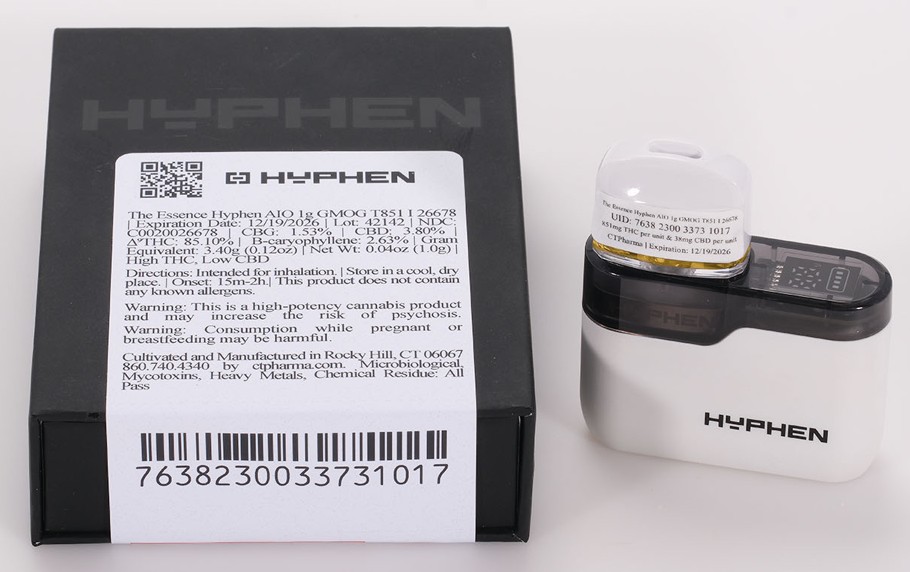 HYPHEN
HYPHEN
The Essence Hyphen AIO 1g GMOG T851 I 26678
| Expiration Date: 12/19/2026 | Lot: 42142 | NDC:
C0020026678 | CBG: 1.53% | CBD: 3.80% |
Δ⁹THC: 85.10% | B-caryophyllene: 2.63% | Gram
Equivalent: 3.40g (0.12oz) | Net Wt: 0.04oz (1.0g) |
High THC, Low CBD
Directions: Intended for inhalation. | Store in a cool, dry
place. | Onset: 15m-2h.| This product does not contain
any known allergens.
Warning: This is a high-potency cannabis product
and may increase the risk of psychosis.
Warning: Consumption while pregnant or
breastfeeding may be harmful.
Cultivated and Manufactured in Rocky Hill, CT 06067
860.740.4340 by ctpharma.com. Microbiological,
Mycotoxins, Heavy Metals, Chemical Residue: All
Pass
7638230033731017
The Essence Hyphen AIO 1g GMOG T851 I 26678
UID: 7638 2300 3373 1017
851mg THC per unit & 38mg CBD per unit
CTPharma | Expiration: 12/19/2026
HYPHEN
HYPHEN